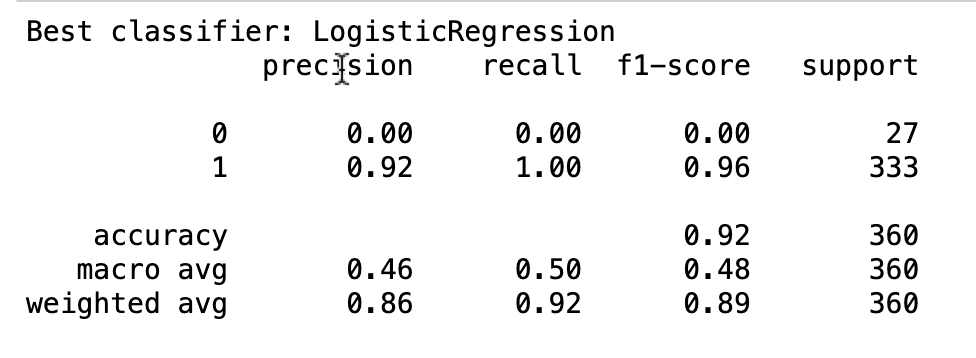 Best classifier: LogisticRegression
precision recall f1-score support
0 0.00 0.00 0.00 27
1 0.92 1.00 0.96 333
accuracy 0.92 360
macro avg 0.46 0.50 0.48 360
weighted avg 0.86 0.92 0.89 360